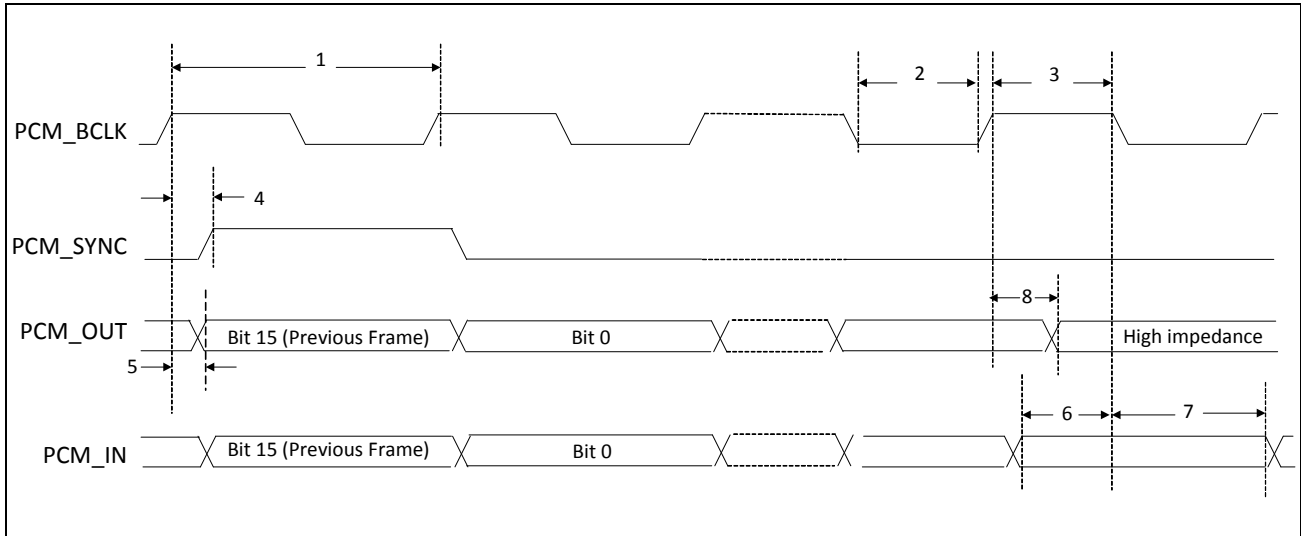 1
2
3
PCM_BCLK
4
PCM_SYNC
8
PCM_OUT
Bit 15 (Previous Frame)
Bit 0
High impedance
5
6
7
PCM_IN
Bit 15 (Previous Frame)
Bit 0